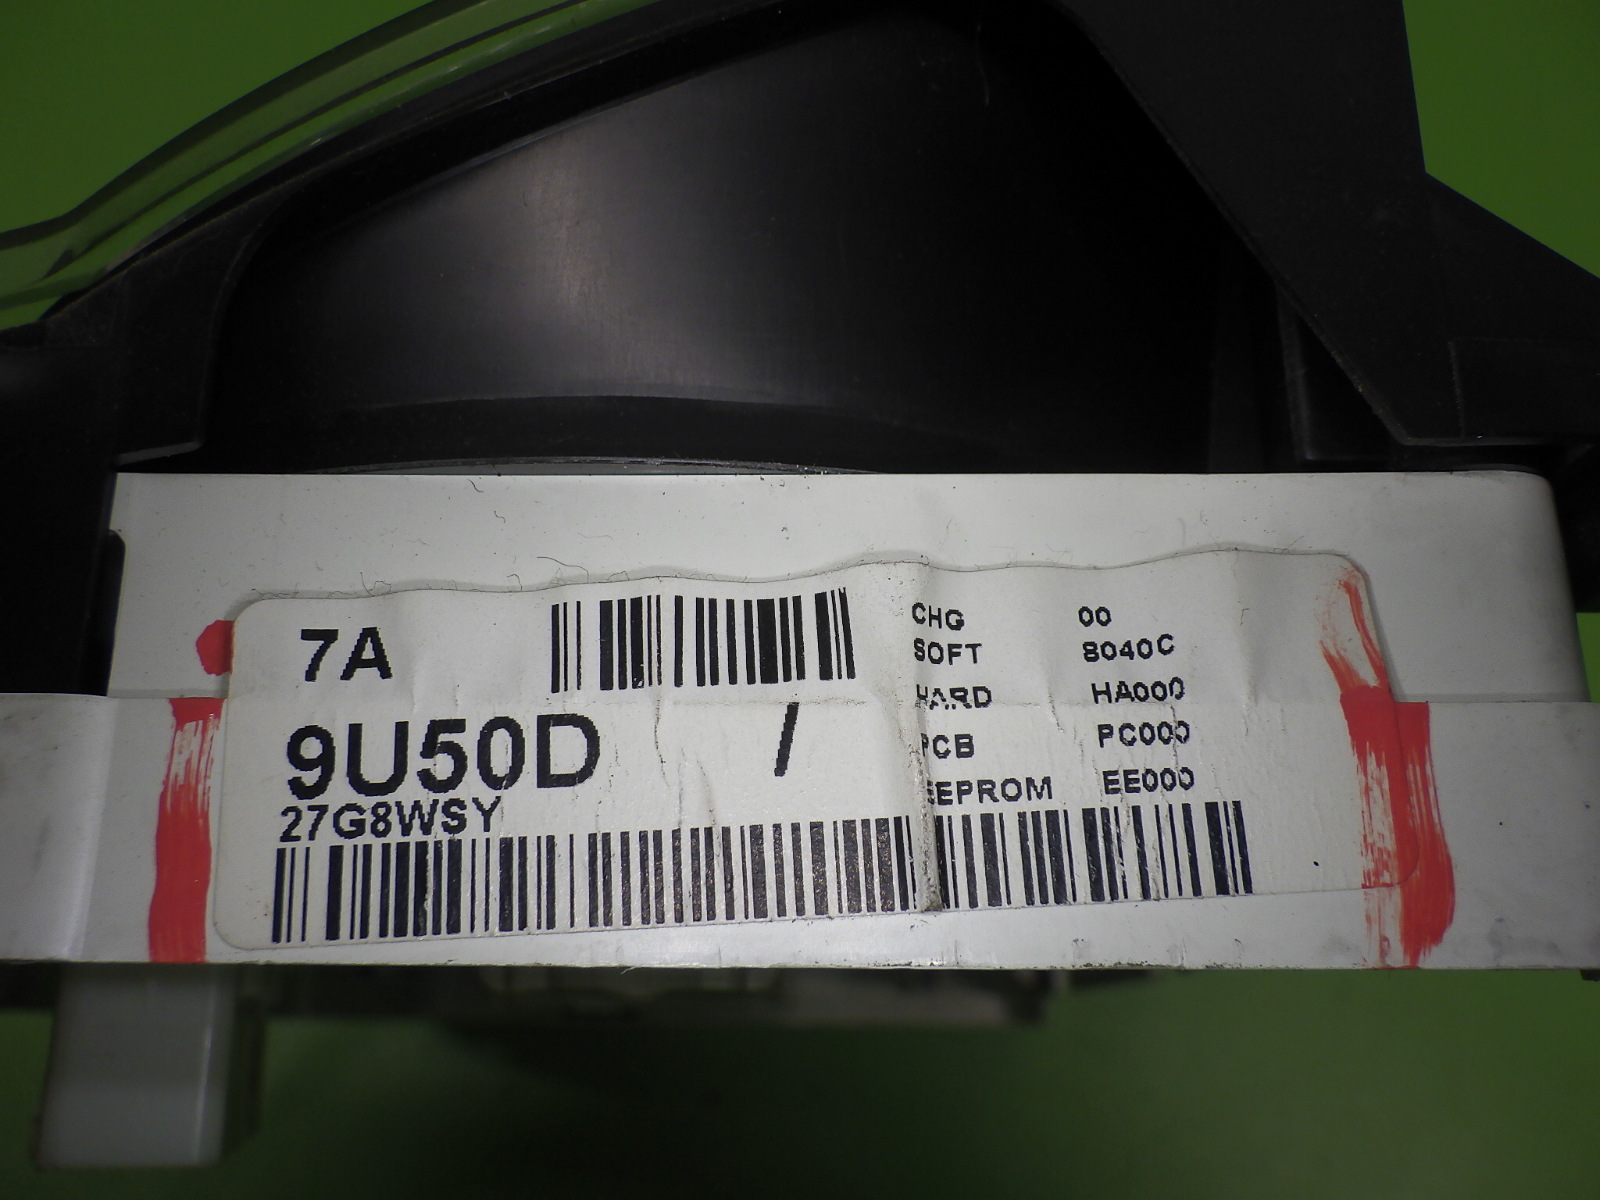 7A
9U50D /
27G8WSY
CHG 00
SOFT 8040C
HARD HA000
PCB PC000
EEPROM EE000